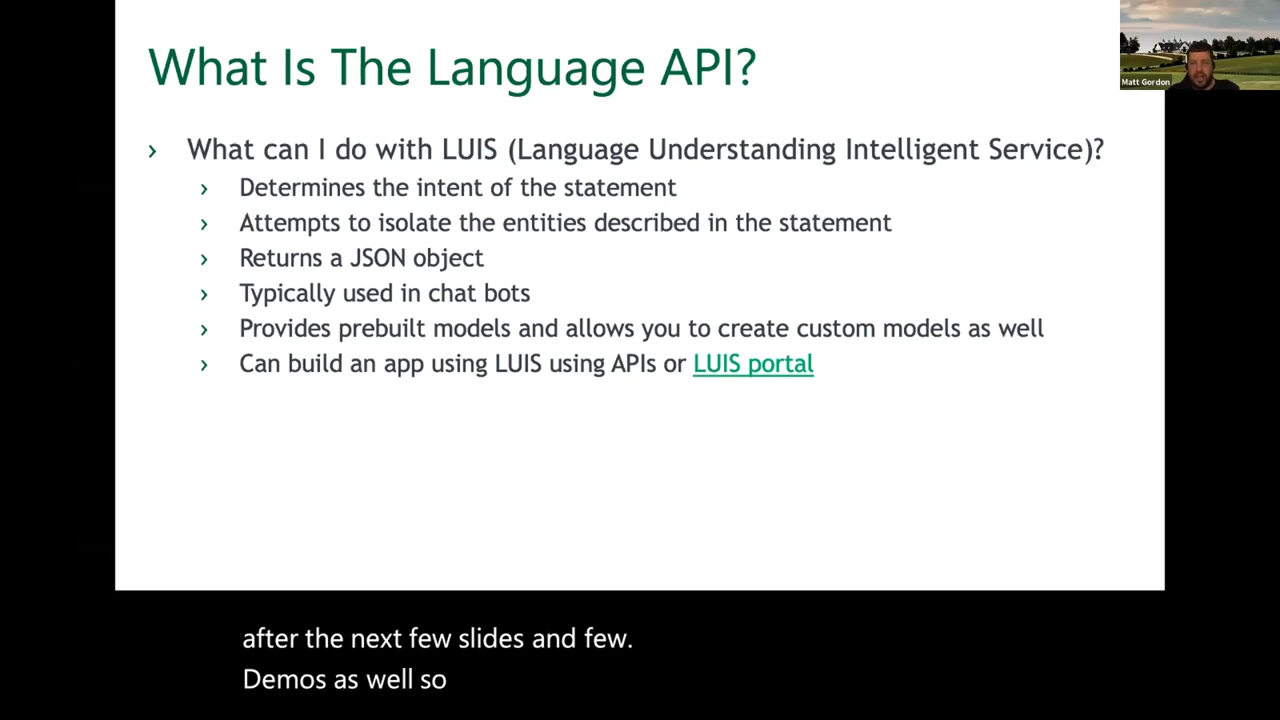 What Is The Language API?
Matt Gordon
› What can I do with LUIS (Language Understanding Intelligent Service)?
› Determines the intent of the statement
› Attempts to isolate the entities described in the statement
› Returns a JSON object
› Typically used in chat bots
› Provides prebuilt models and allows you to create custom models as well
› Can build an app using LUIS using APIs or LUIS portal
after the next few slides and few.
Demos as well so